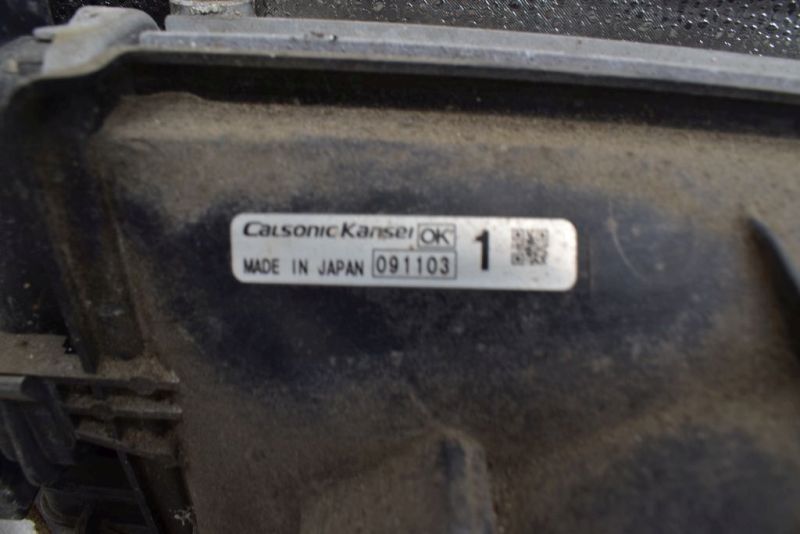 CalsonicKansei OK 1
MADE IN JAPAN 091103